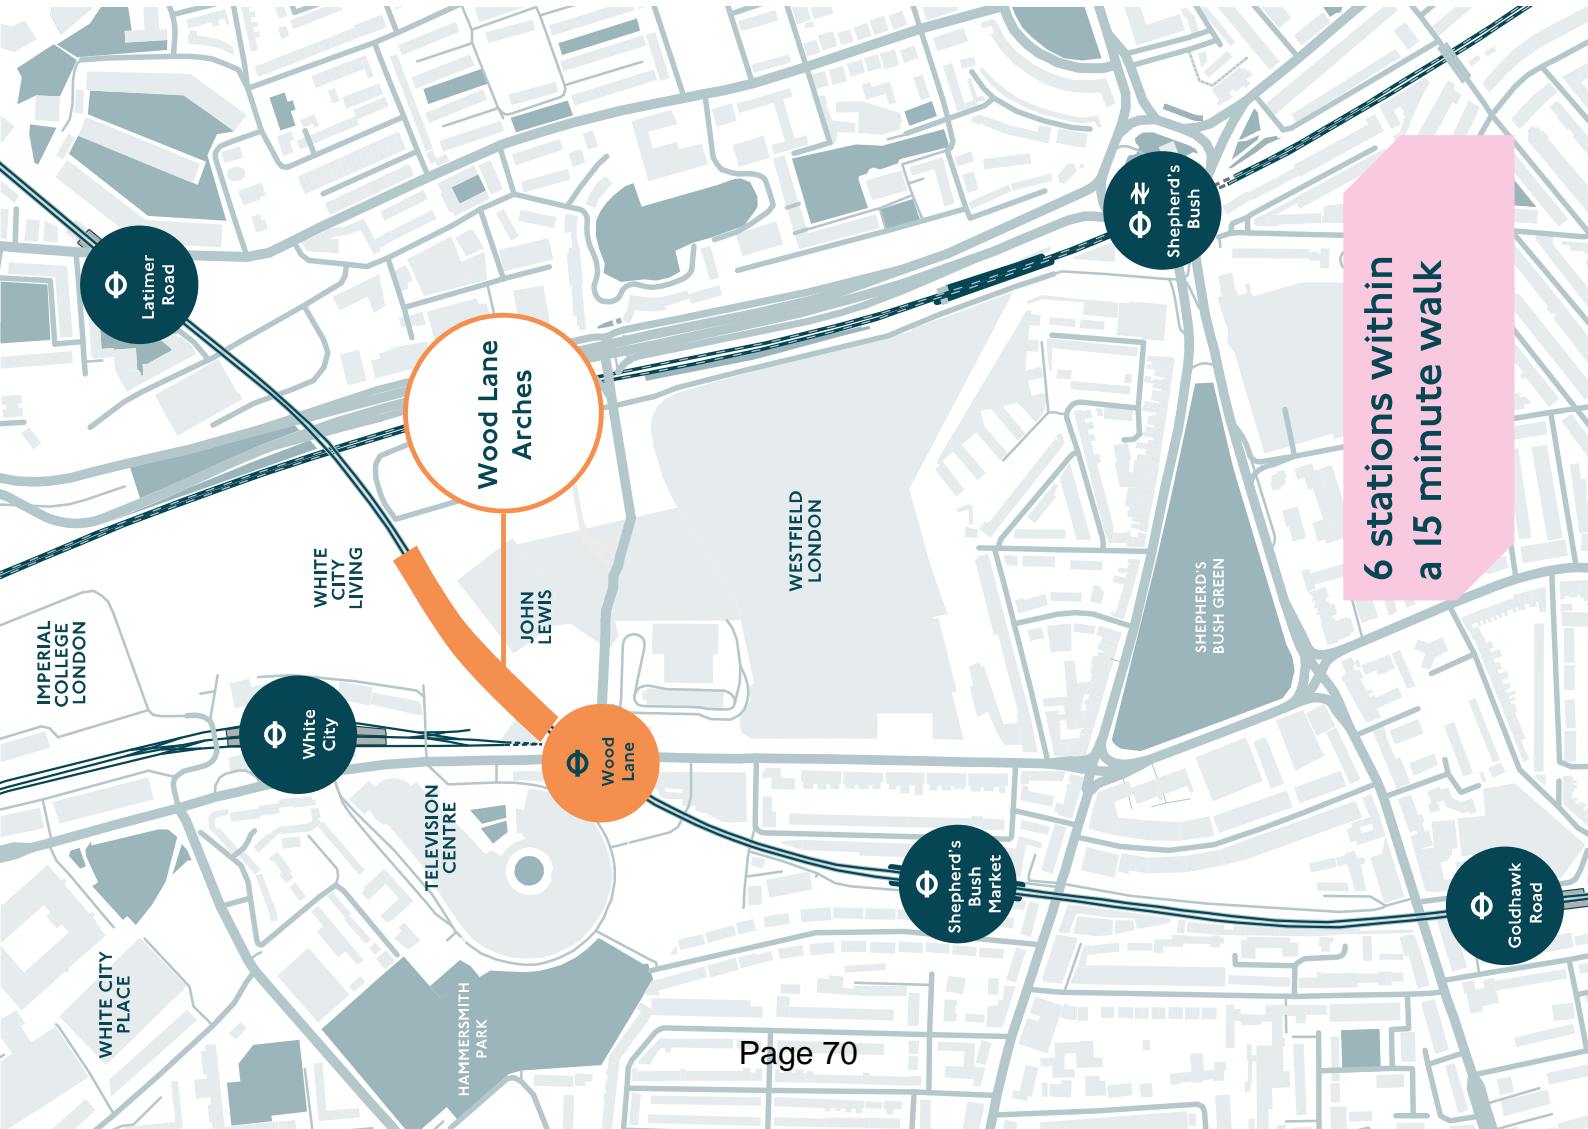 Latimer
Road
Wood Lane
Arches
Shepherd's
Bush
6 stations within
a 15 minute walk
WHITE
CITY
LIVING
JOHN
LEWIS
WESTFIELD
LONDON
SHEPHERD'S
BUSH GREEN
IMPERIAL
COLLEGE
LONDON
White
City
Wood
Lane
TELEVISION
CENTRE
Shepherd's
Bush
Market
Goldhawk
Road
WHITE CITY
PLACE
HAMMERSMITH
PARK
Page 70